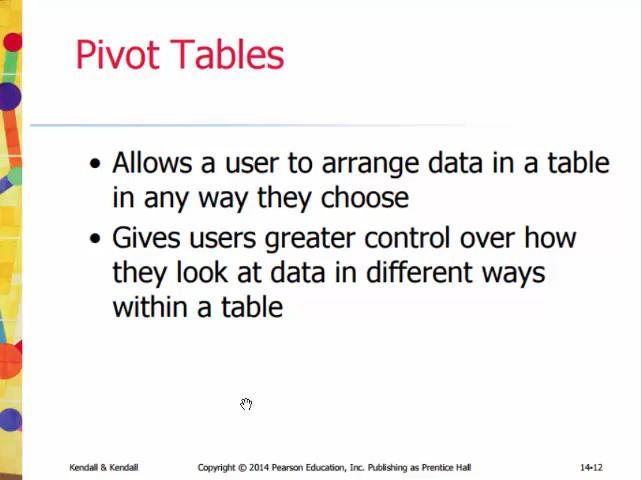 Pivot Tables
• Allows a user to arrange data in a table
in any way they choose
• Gives users greater control over how
they look at data in different ways
within a table
Kendall & Kendall
Copyright © 2014 Pearson Education, Inc. Publishing as Prentice Hall
14-12